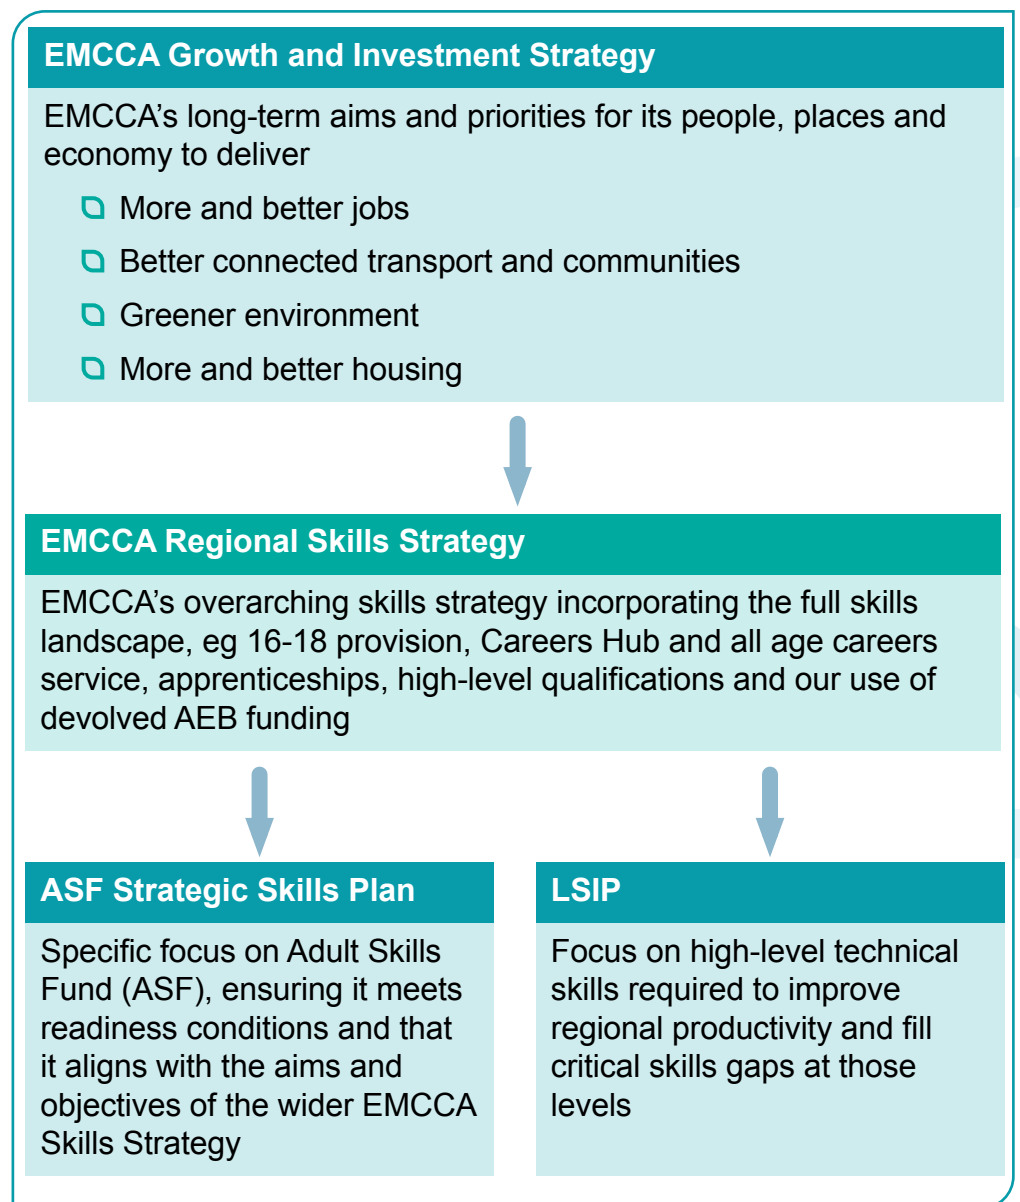 EMCCA Growth and Investment Strategy
EMCCA’s long-term aims and priorities for its people, places and
economy to deliver
More and better jobs
Better connected transport and communities
Greener environment
More and better housing
EMCCA Regional Skills Strategy
EMCCA’s overarching skills strategy incorporating the full skills
landscape, eg 16-18 provision, Careers Hub and all age careers
service, apprenticeships, high-level qualifications and our use of
devolved AEB funding
ASF Strategic Skills Plan
Specific focus on Adult Skills
Fund (ASF), ensuring it meets
readiness conditions and that
it aligns with the aims and
objectives of the wider EMCCA
Skills Strategy
LSIP
Focus on high-level technical
skills required to improve
regional productivity and fill
critical skills gaps at those
levels